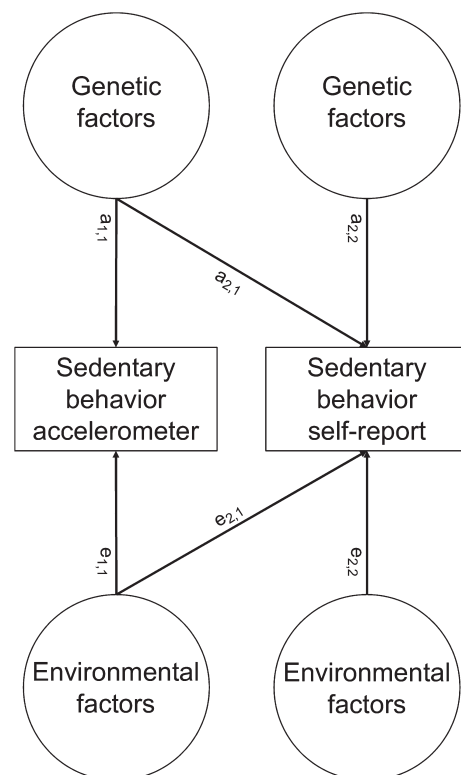 Genetic
factors
Genetic
factors
a1,1
a2,1
a2,2
Sedentary
behavior
accelerometer
Sedentary
behavior
self-report
e1,1
e2,1
e2,2
Environmental
factors
Environmental
factors